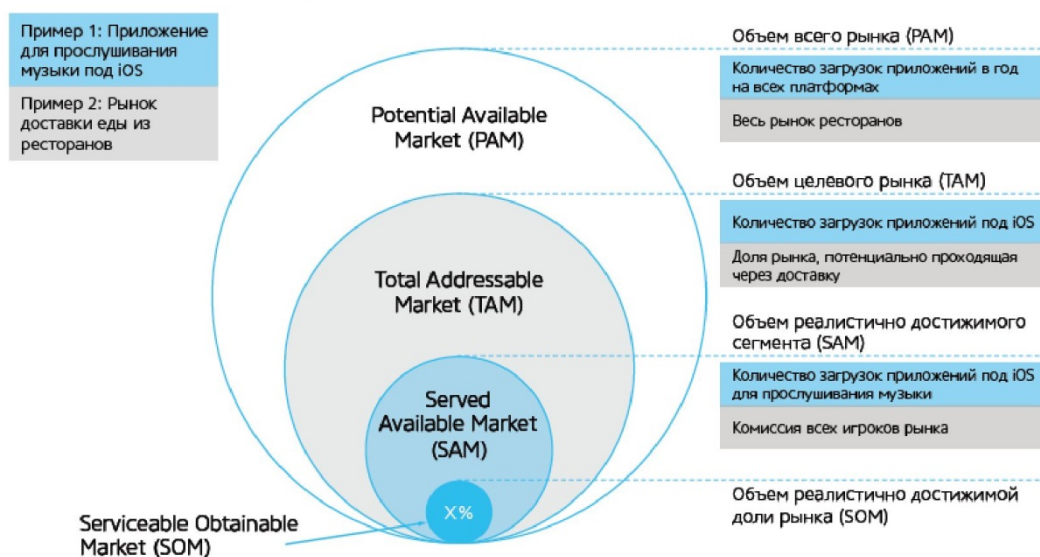 Пример 1: Приложение
для прослушивания
музыки под iOS
Пример 2: Рынок
доставки еды из
ресторанов
Potential Available
Market (PAM)
Total Addressable
Market (TAM)
Served
Available Market
(SAM)
X%
Serviceable Obtainable
Market (SOM)
Объем всего рынка (PAM)
Количество загрузок приложений в год
на всех платформах
Весь рынок ресторанов
Объем целевого рынка (TAM)
Количество загрузок приложений под iOS
Доля рынка, потенциально проходящая
через доставку
Объем реалистично достижимого
сегмента (SAM)
Количество загрузок приложений под iOS
для прослушивания музыки
Комиссия всех игроков рынка
Объем реалистично достижимой
доли рынка (SOM)